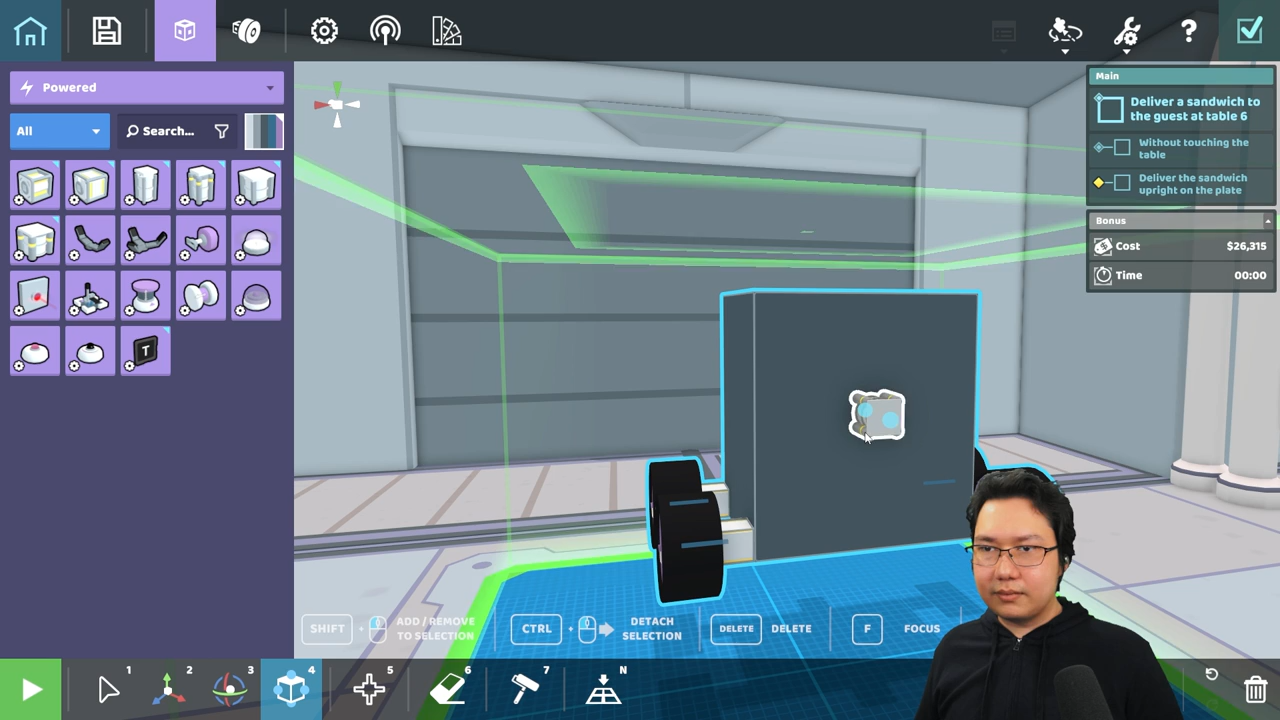 Powered
All
Search...
T
Main
Deliver a sandwich to
the guest at table 6
Without touching the
table
Deliver the sandwich
upright on the plate
Bonus
Cost
$26,315
Time
00:00
SHIFT
+
ADD / REMOVE
TO SELECTION
CTRL
+
DETACH
SELECTION
DELETE
DELETE
F
FOCUS
1
2
3
4
5
6
7
N
?